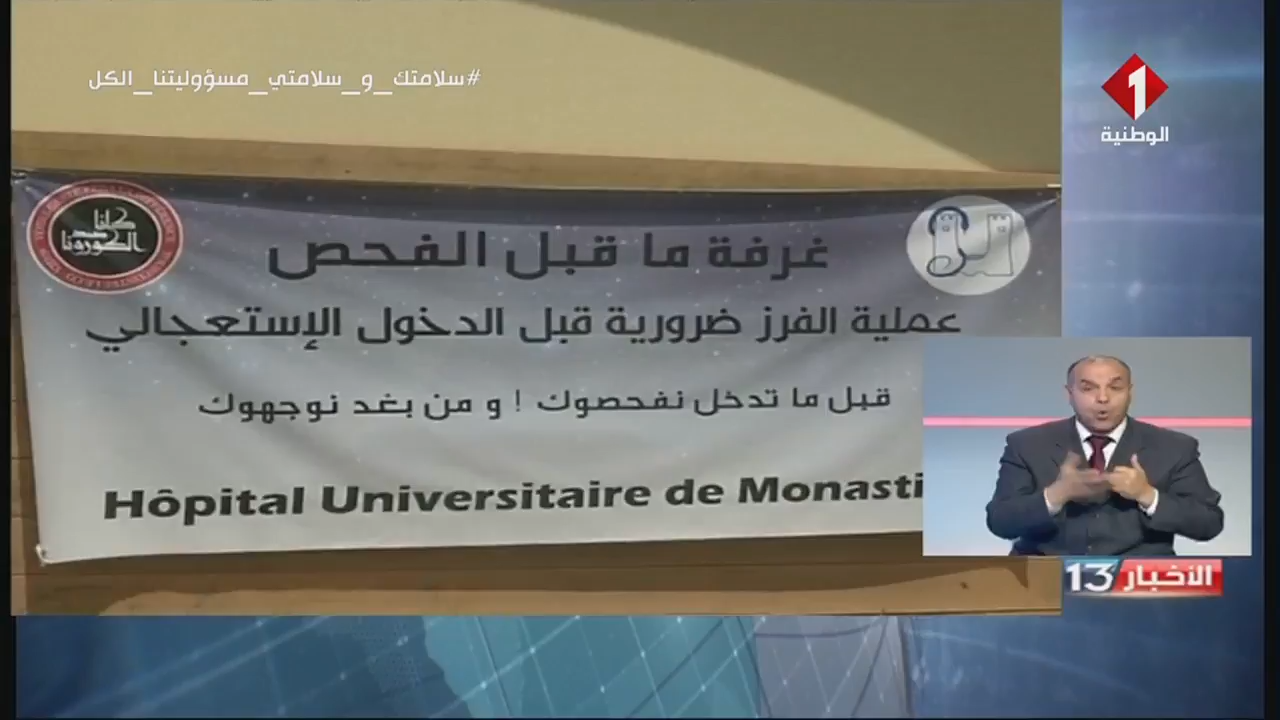 #سلامتك_و_سلامتي_مسؤوليتنا_الكل
1
الوطنية
كلنا
ضد
الكورونا
غرفة ما قبل الفحص
عملية الفرز ضرورية قبل الدخول الإستعجالي
قبل ما تدخل نفحصوك ! و من بغد نوجهوك
Hôpital Universitaire de Monasti
الأخبار 13